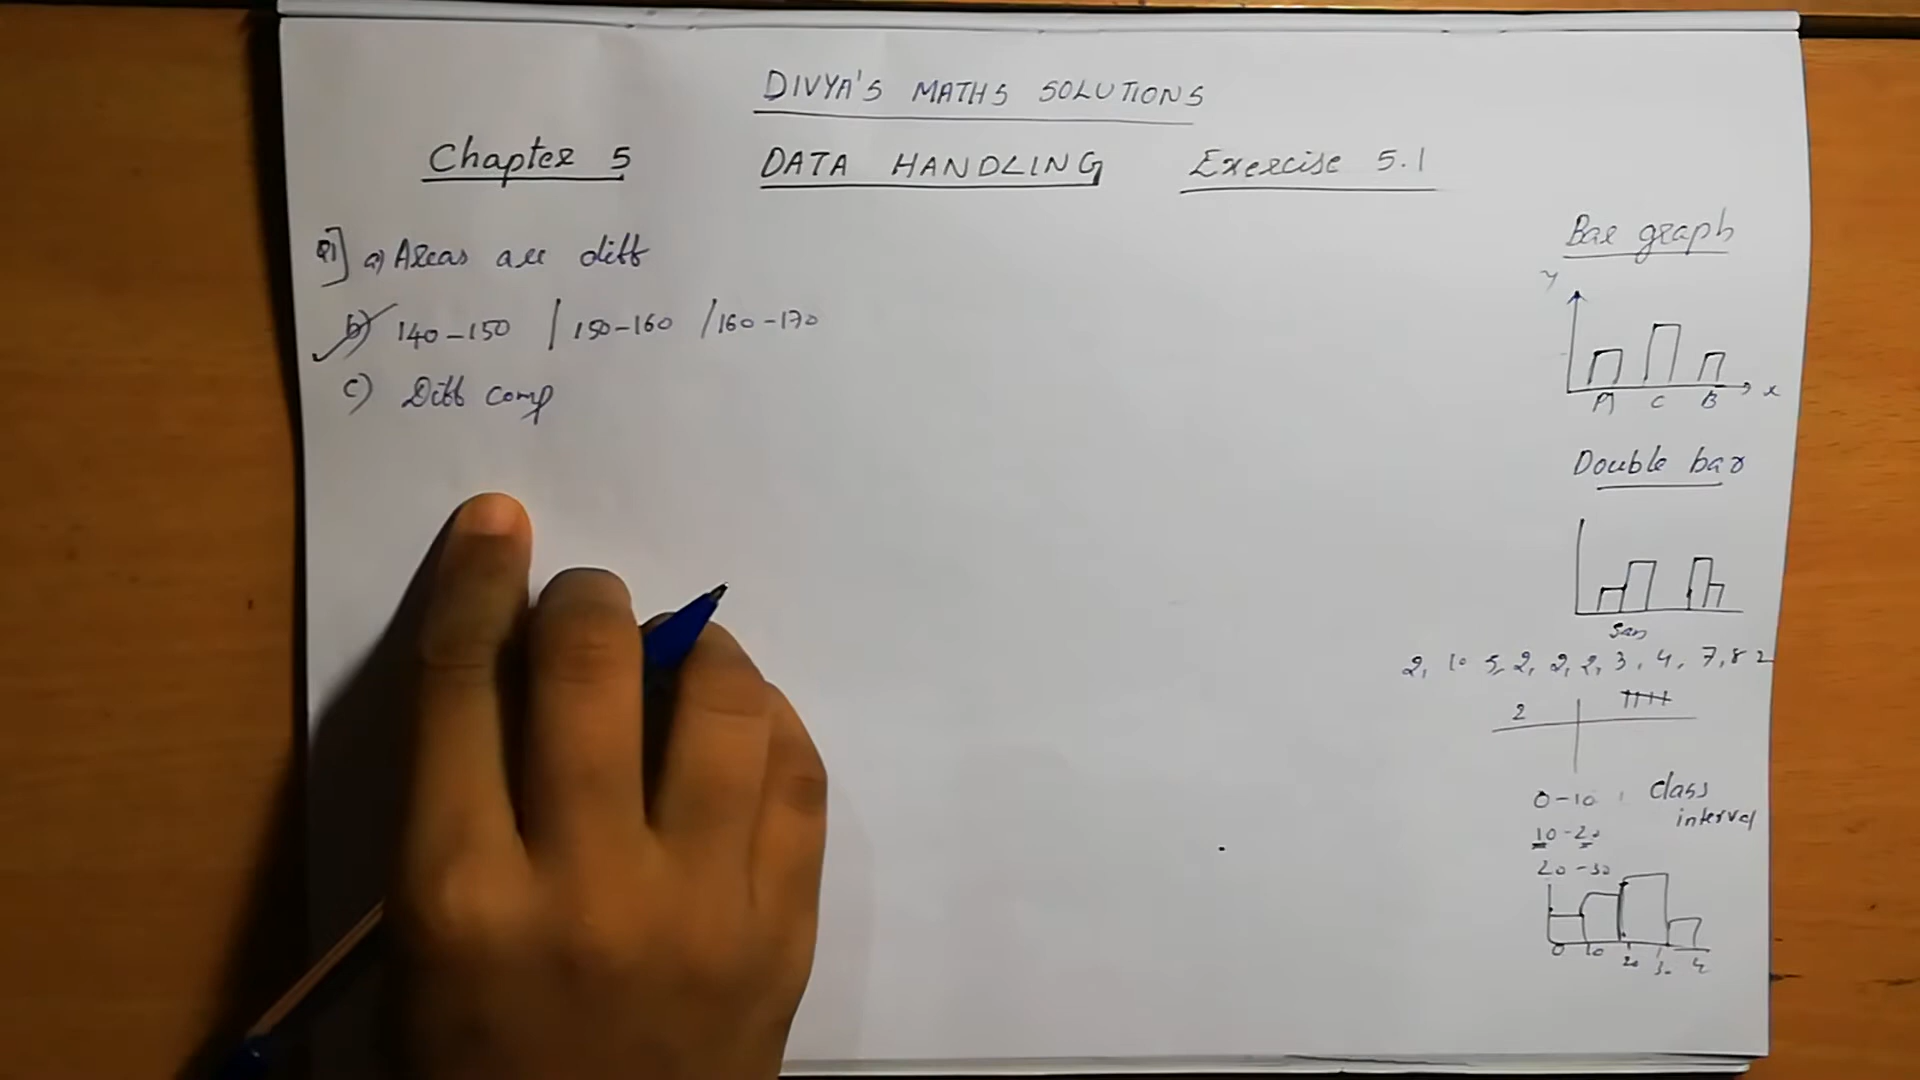 DIVYA'S MATHS SOLUTIONS
Chapter 5 DATA HANDLING Exercise 5.1
Q1] a) Areas are diff
b) 140-150 / 150-160 / 160-170
c) Diff comp
Bar graph
y
x
A C B
Double bar
San
2, 10 5, 2, 2, 2, 3, 4, 7, 8 2
2
0-10 class
interval
10-20
20-30
0 10 20 30 4